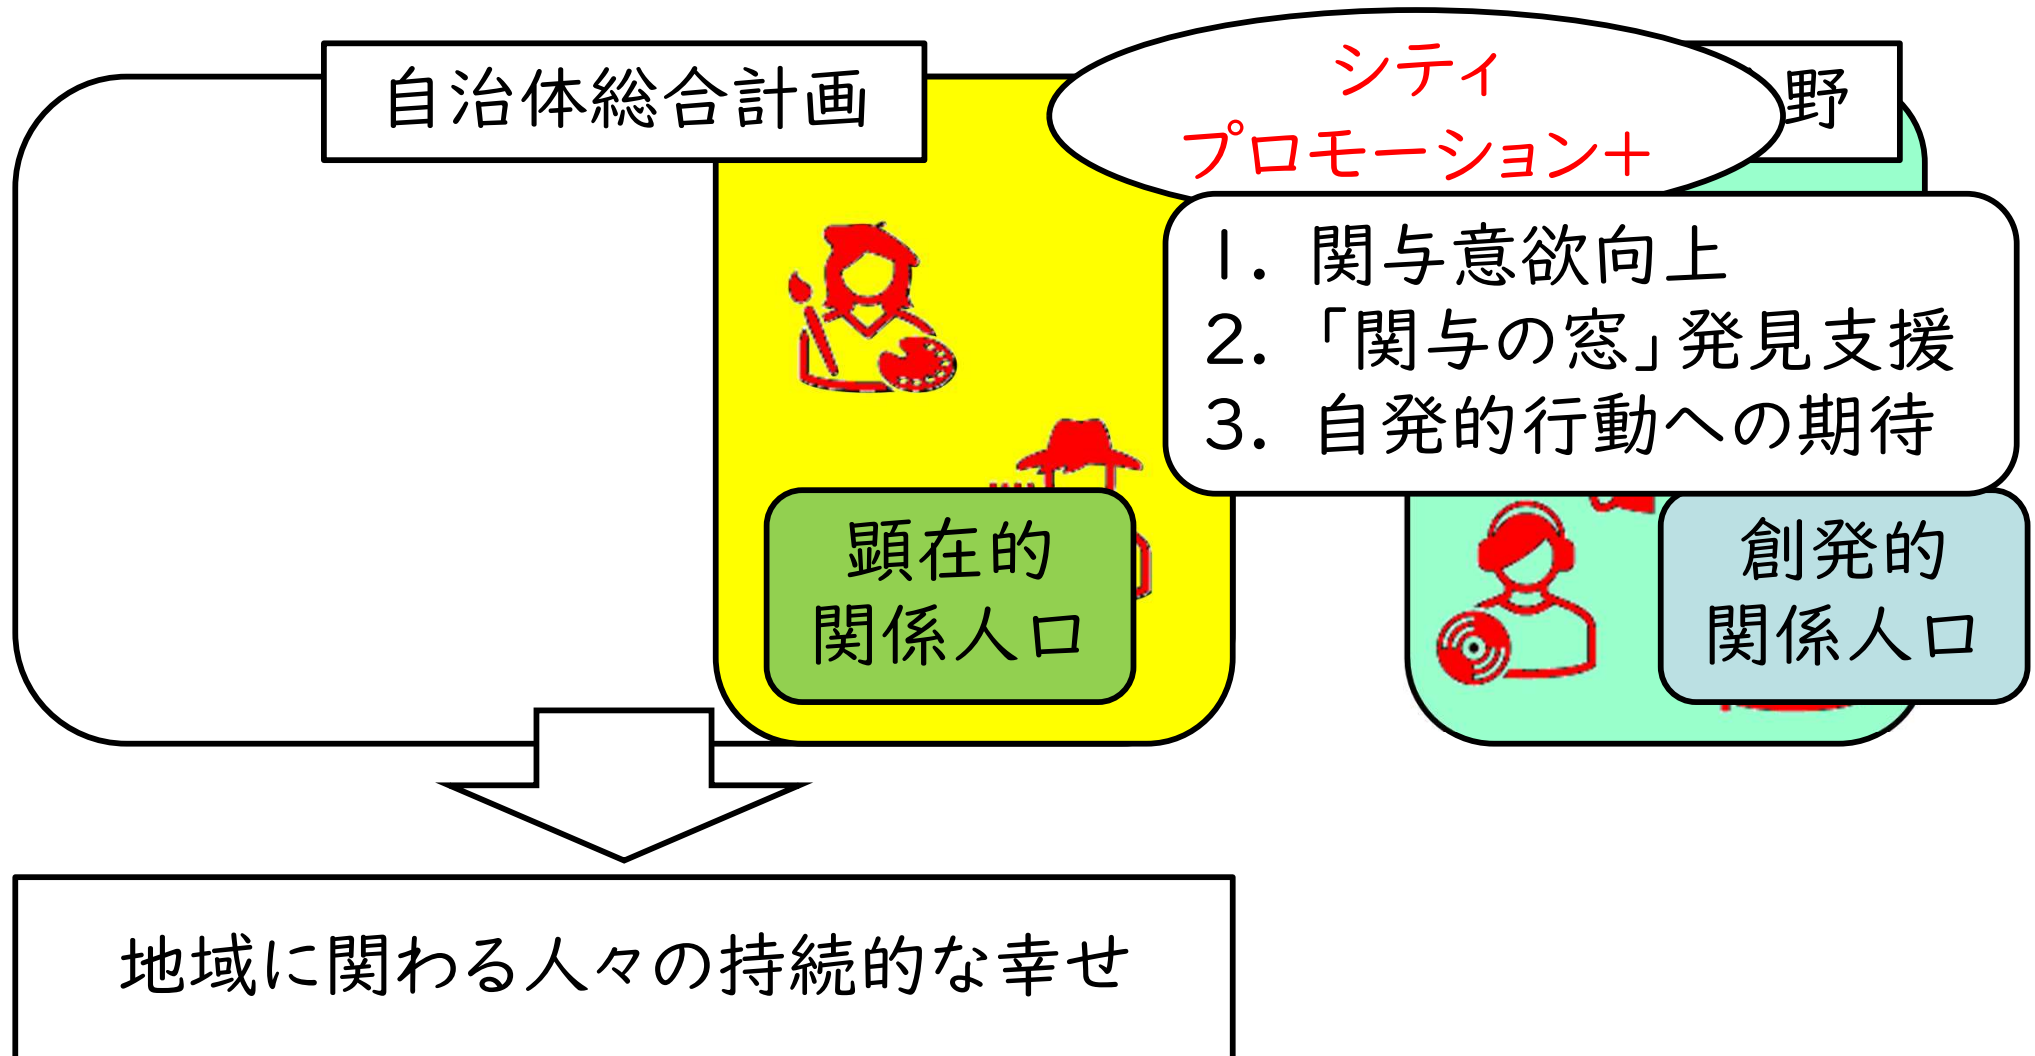 自治体総合計画
シティ
プロモーション＋
野
1. 関与意欲向上
2. 「関与の窓」発見支援
3. 自発的行動への期待
顕在的
関係人口
創発的
関係人口
地域に関わる人々の持続的な幸せ